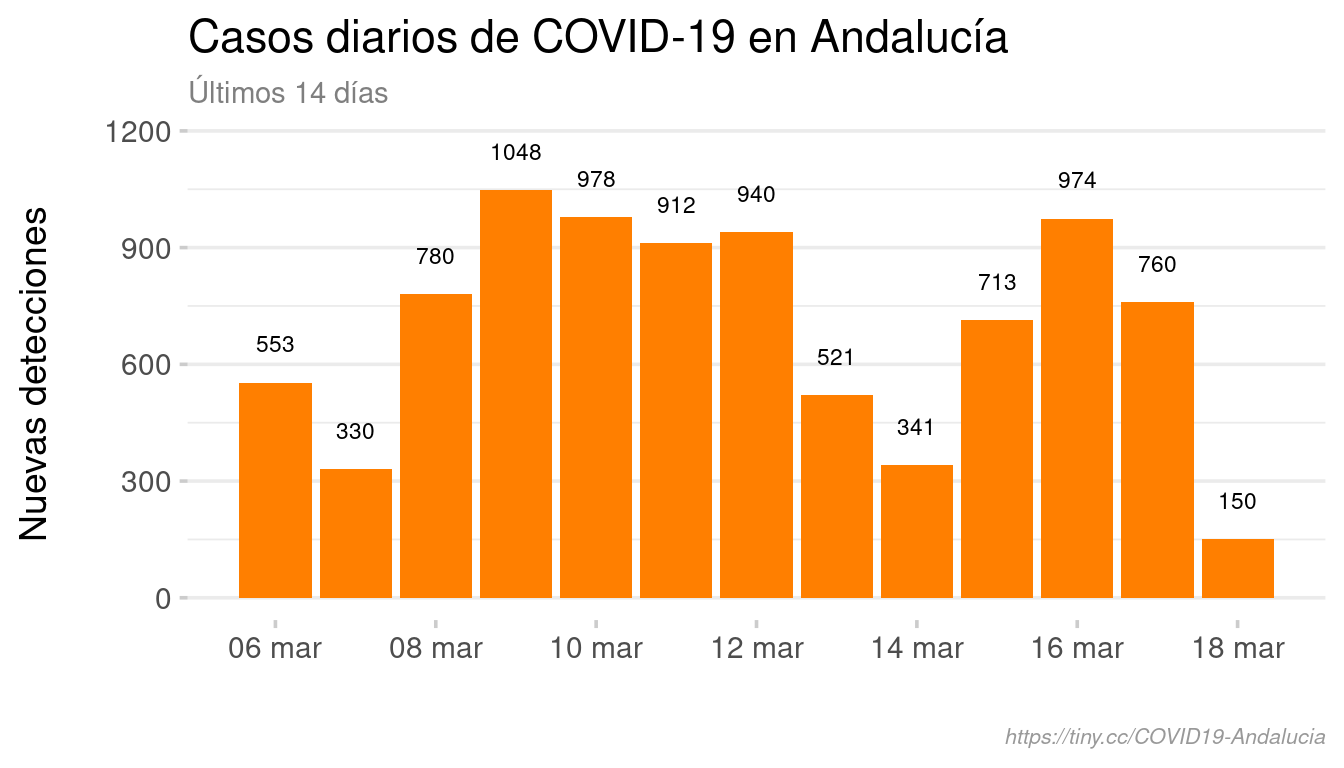 Casos diarios de COVID-19 en Andalucía
Últimos 14 días
Nuevas detecciones
1200
900
600
300
0
553
330
780
1048
978
912
940
521
341
713
974
760
150
06 mar
08 mar
10 mar
12 mar
14 mar
16 mar
18 mar
https://tiny.cc/COVID19-Andalucia